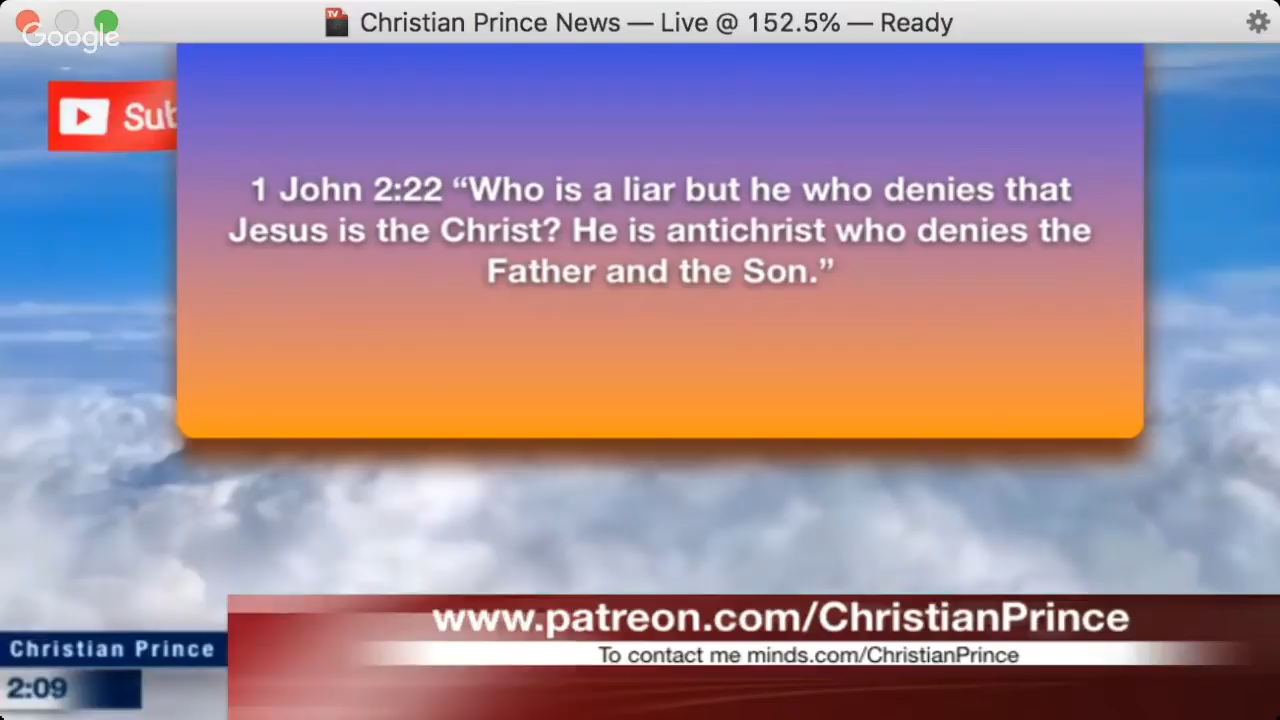 Christian Prince News — Live @ 152.5% — Ready
Google
Sub
1 John 2:22 “Who is a liar but he who denies that
Jesus is the Christ? He is antichrist who denies the
Father and the Son.”
www.patreon.com/ChristianPrince
To contact me minds.com/ChristianPrince
Christian Prince
2:09